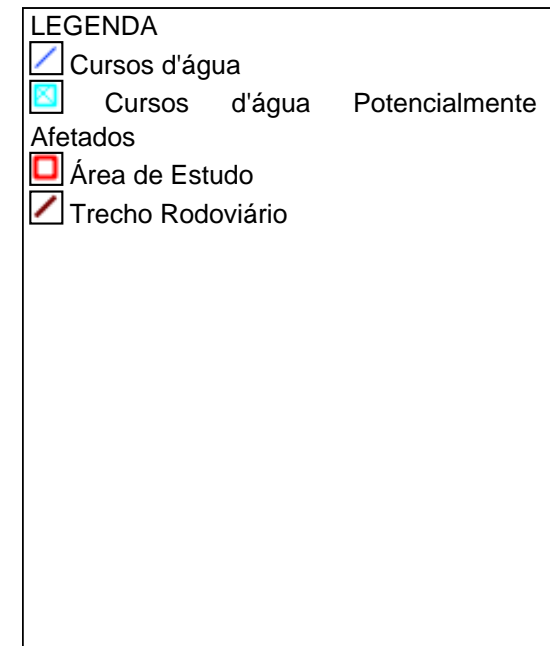 LEGENDA
Cursos d'água
Cursos d'água Potencialmente
Afetados
Área de Estudo
Trecho Rodoviário